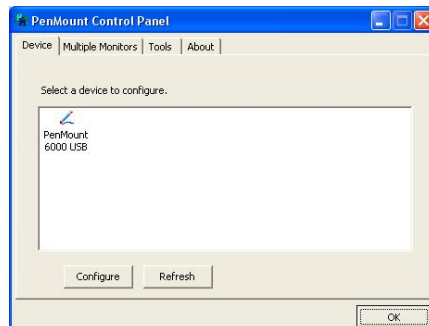 PenMount Control Panel
Device Multiple Monitors Tools About
Select a device to configure.
PenMount
6000 USB
Configure Refresh
OK